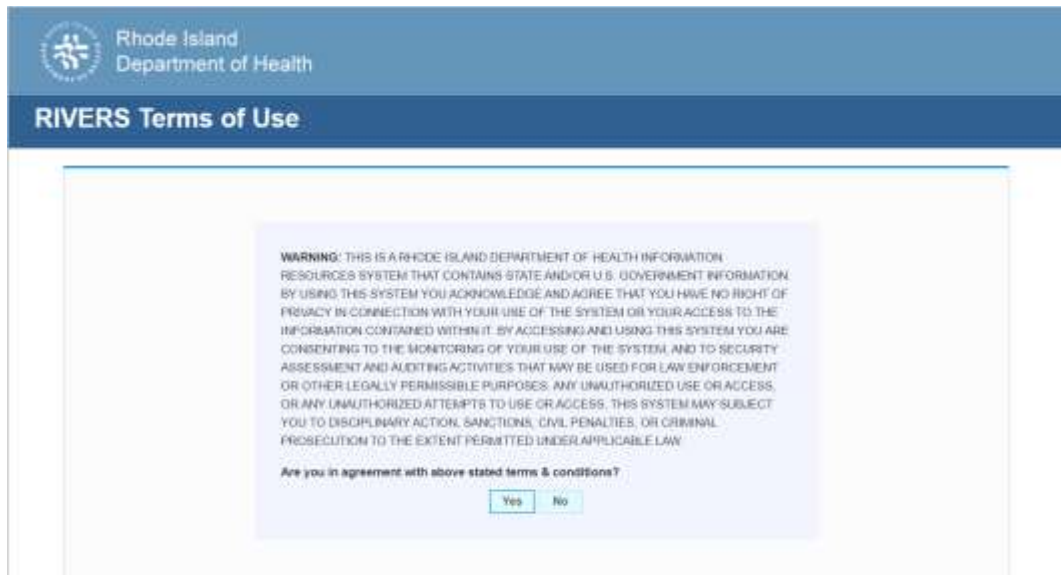 Rhode Island
Department of Health
RIVERS Terms of Use
WARNING: THIS IS A RHODE ISLAND DEPARTMENT OF HEALTH INFORMATION
RESOURCES SYSTEM THAT CONTAINS STATE AND/OR U.S. GOVERNMENT INFORMATION.
BY USING THIS SYSTEM YOU ACKNOWLEDGE AND AGREE THAT YOU HAVE NO RIGHT OF
PRIVACY IN CONNECTION WITH YOUR USE OF THE SYSTEM OR YOUR ACCESS TO THE
INFORMATION CONTAINED WITHIN IT. BY ACCESSING AND USING THIS SYSTEM YOU ARE
CONSENTING TO THE MONITORING OF YOUR USE OF THE SYSTEM, AND TO SECURITY
ASSESSMENT AND AUDITING ACTIVITIES THAT MAY BE USED FOR LAW ENFORCEMENT
OR OTHER LEGALLY PERMISSIBLE PURPOSES. ANY UNAUTHORIZED USE OR ACCESS,
OR ANY UNAUTHORIZED ATTEMPTS TO USE OR ACCESS, THIS SYSTEM MAY SUBJECT
YOU TO DISCIPLINARY ACTION, SANCTIONS, CIVIL PENALTIES, OR CRIMINAL
PROSECUTION TO THE EXTENT PERMITTED UNDER APPLICABLE LAW.
Are you in agreement with above stated terms & conditions?
Yes No